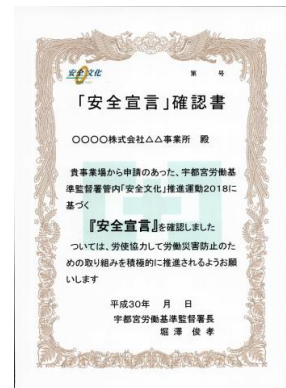 安全文化 第 号
「安全宣言」確認書
〇〇〇〇株式会社△△事業所 殿
貴事業場から申請のあった、宇都宮労働基
準監督署管内「安全文化」推進運動2018に
基づく
『安全宣言』を確認しました
ついては、労使協力して労働災害防止のた
めの取り組みを積極的に推進されるようお願
いします
平成30年 月 日
宇都宮労働基準監督署長
堀 澤 俊 孝